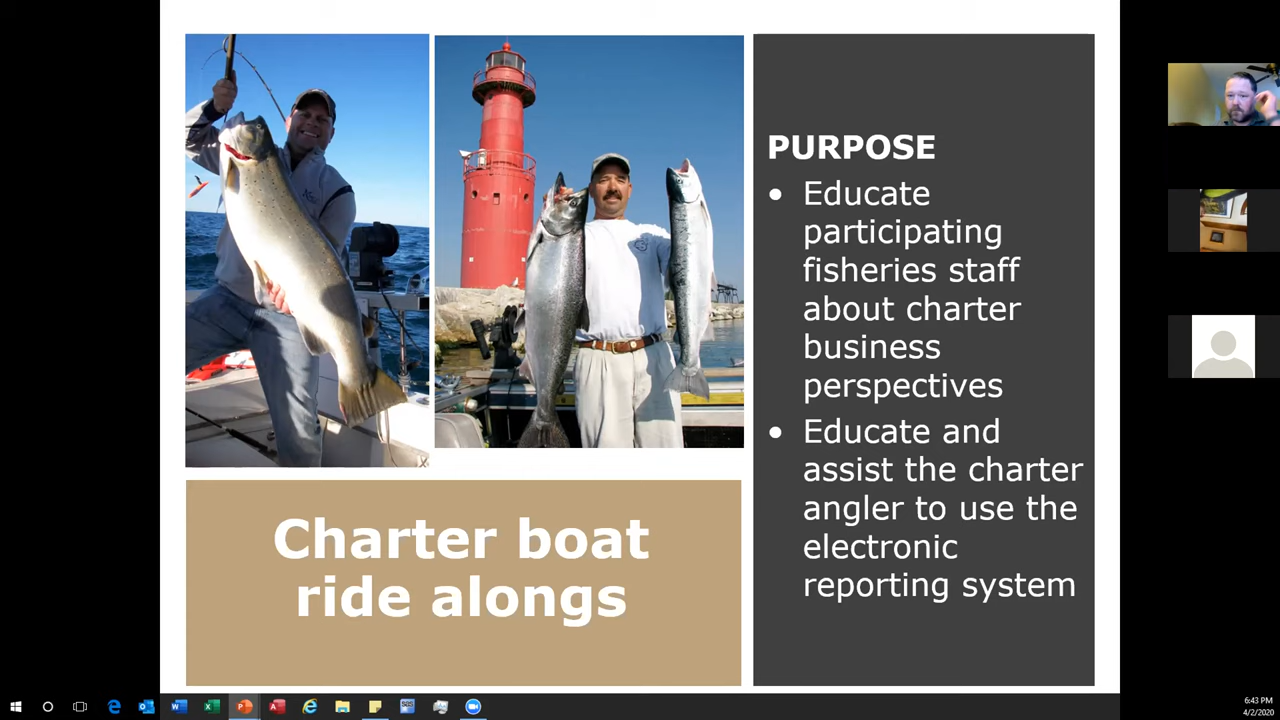 PURPOSE
• Educate
participating
fisheries staff
about charter
business
perspectives
• Educate and
assist the charter
angler to use the
electronic
reporting system
Charter boat
ride alongs
6:43 PM
4/2/2020